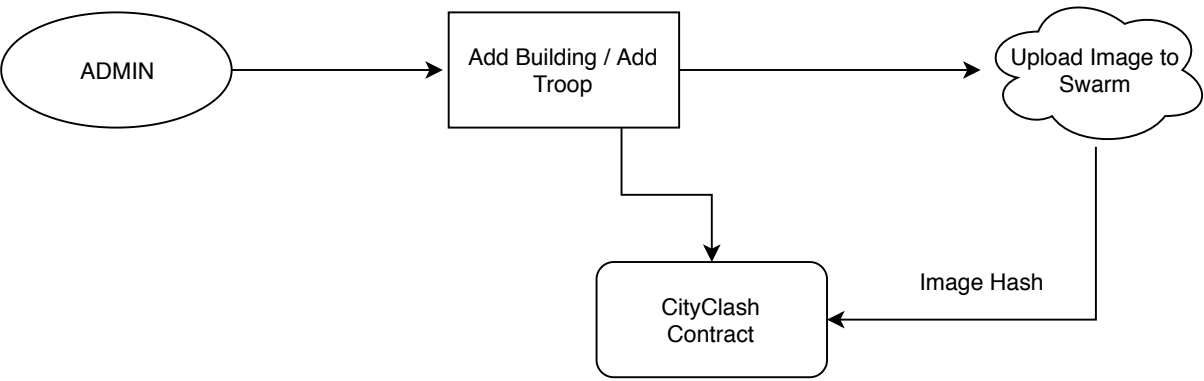 ADMIN
Add Building / Add
Troop
Upload Image to
Swarm
Image Hash
CityClash
Contract